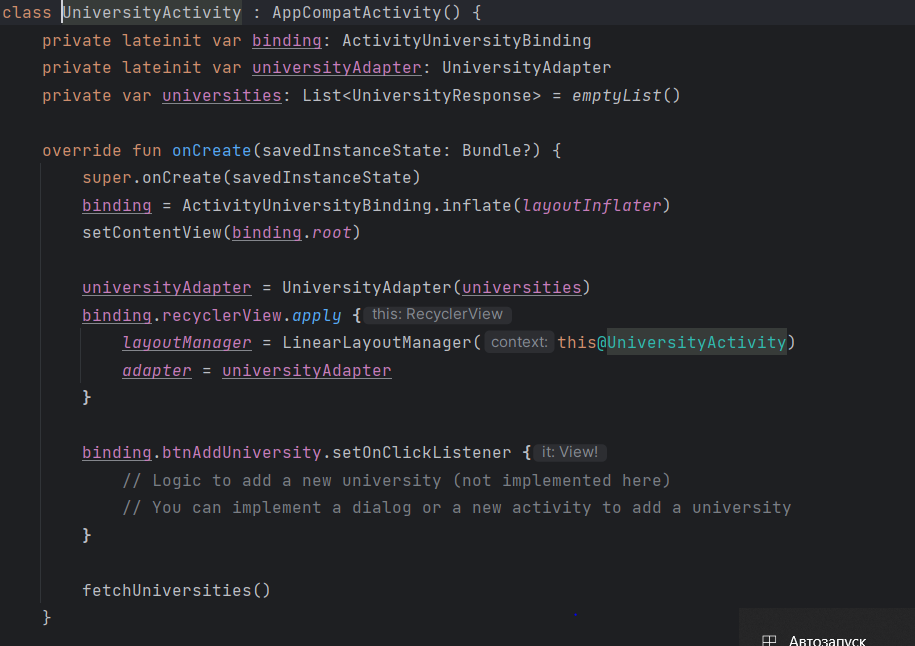 class UniversityActivity : AppCompatActivity() {
    private lateinit var binding: ActivityUniversityBinding
    private lateinit var universityAdapter: UniversityAdapter
    private var universities: List<UniversityResponse> = emptyList()

    override fun onCreate(savedInstanceState: Bundle?) {
        super.onCreate(savedInstanceState)
        binding = ActivityUniversityBinding.inflate(layoutInflater)
        setContentView(binding.root)

        universityAdapter = UniversityAdapter(universities)
        binding.recyclerView.apply { this: RecyclerView
            layoutManager = LinearLayoutManager( context: this@UniversityActivity)
            adapter = universityAdapter
        }

        binding.btnAddUniversity.setOnClickListener { it: View!
            // Logic to add a new university (not implemented here)
            // You can implement a dialog or a new activity to add a university
        }

        fetchUniversities()
    }
Автозапуск